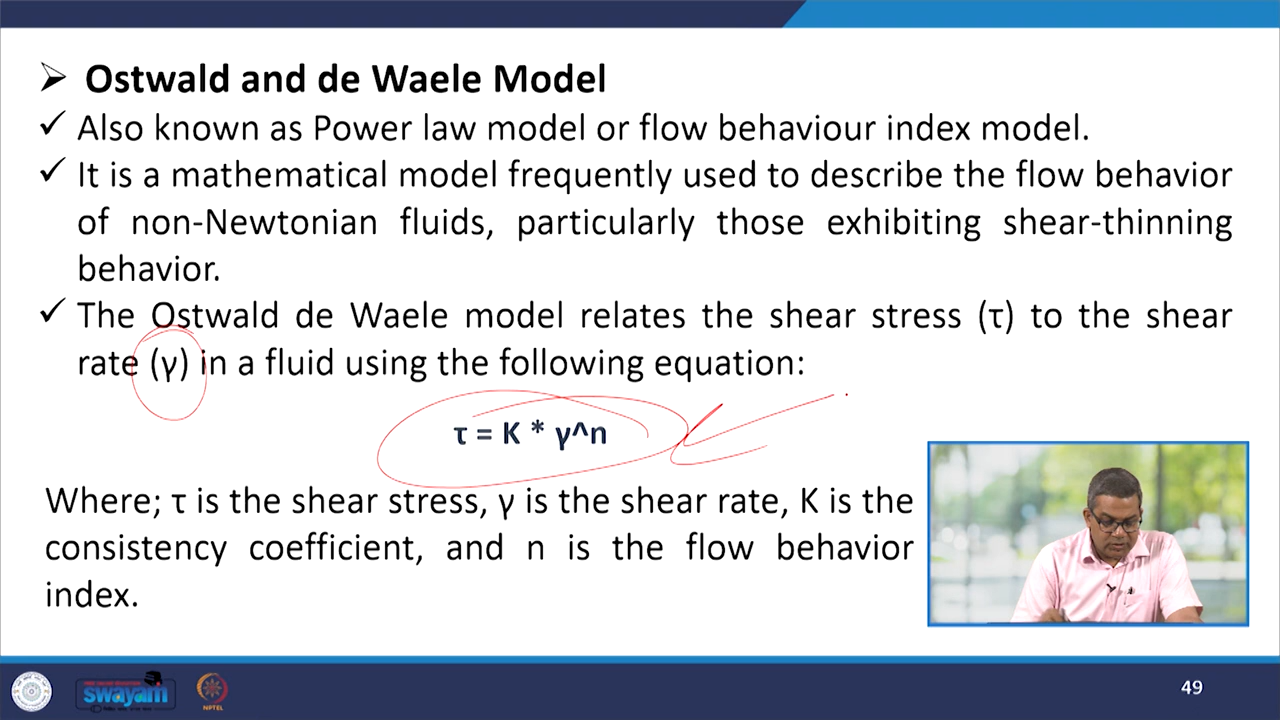 Ostwald and de Waele Model
✓ Also known as Power law model or flow behaviour index model.
✓ It is a mathematical model frequently used to describe the flow behavior
of non-Newtonian fluids, particularly those exhibiting shear-thinning
behavior.
✓ The Ostwald de Waele model relates the shear stress (τ) to the shear
rate (γ) in a fluid using the following equation:
τ = K * γ^n
Where; τ is the shear stress, γ is the shear rate, K is the
consistency coefficient, and n is the flow behavior
index.
swayam
NPTEL
49